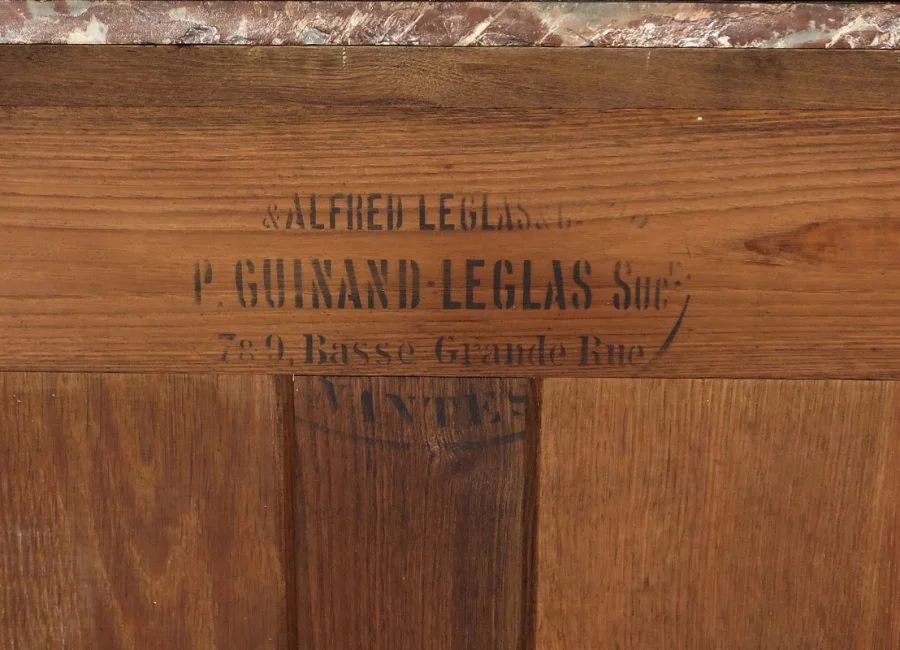 & ALFRED LEGLAS &
P. GUINAND-LEGLAS Sucr
7 & 9, Basse Grande Rue
NANTES